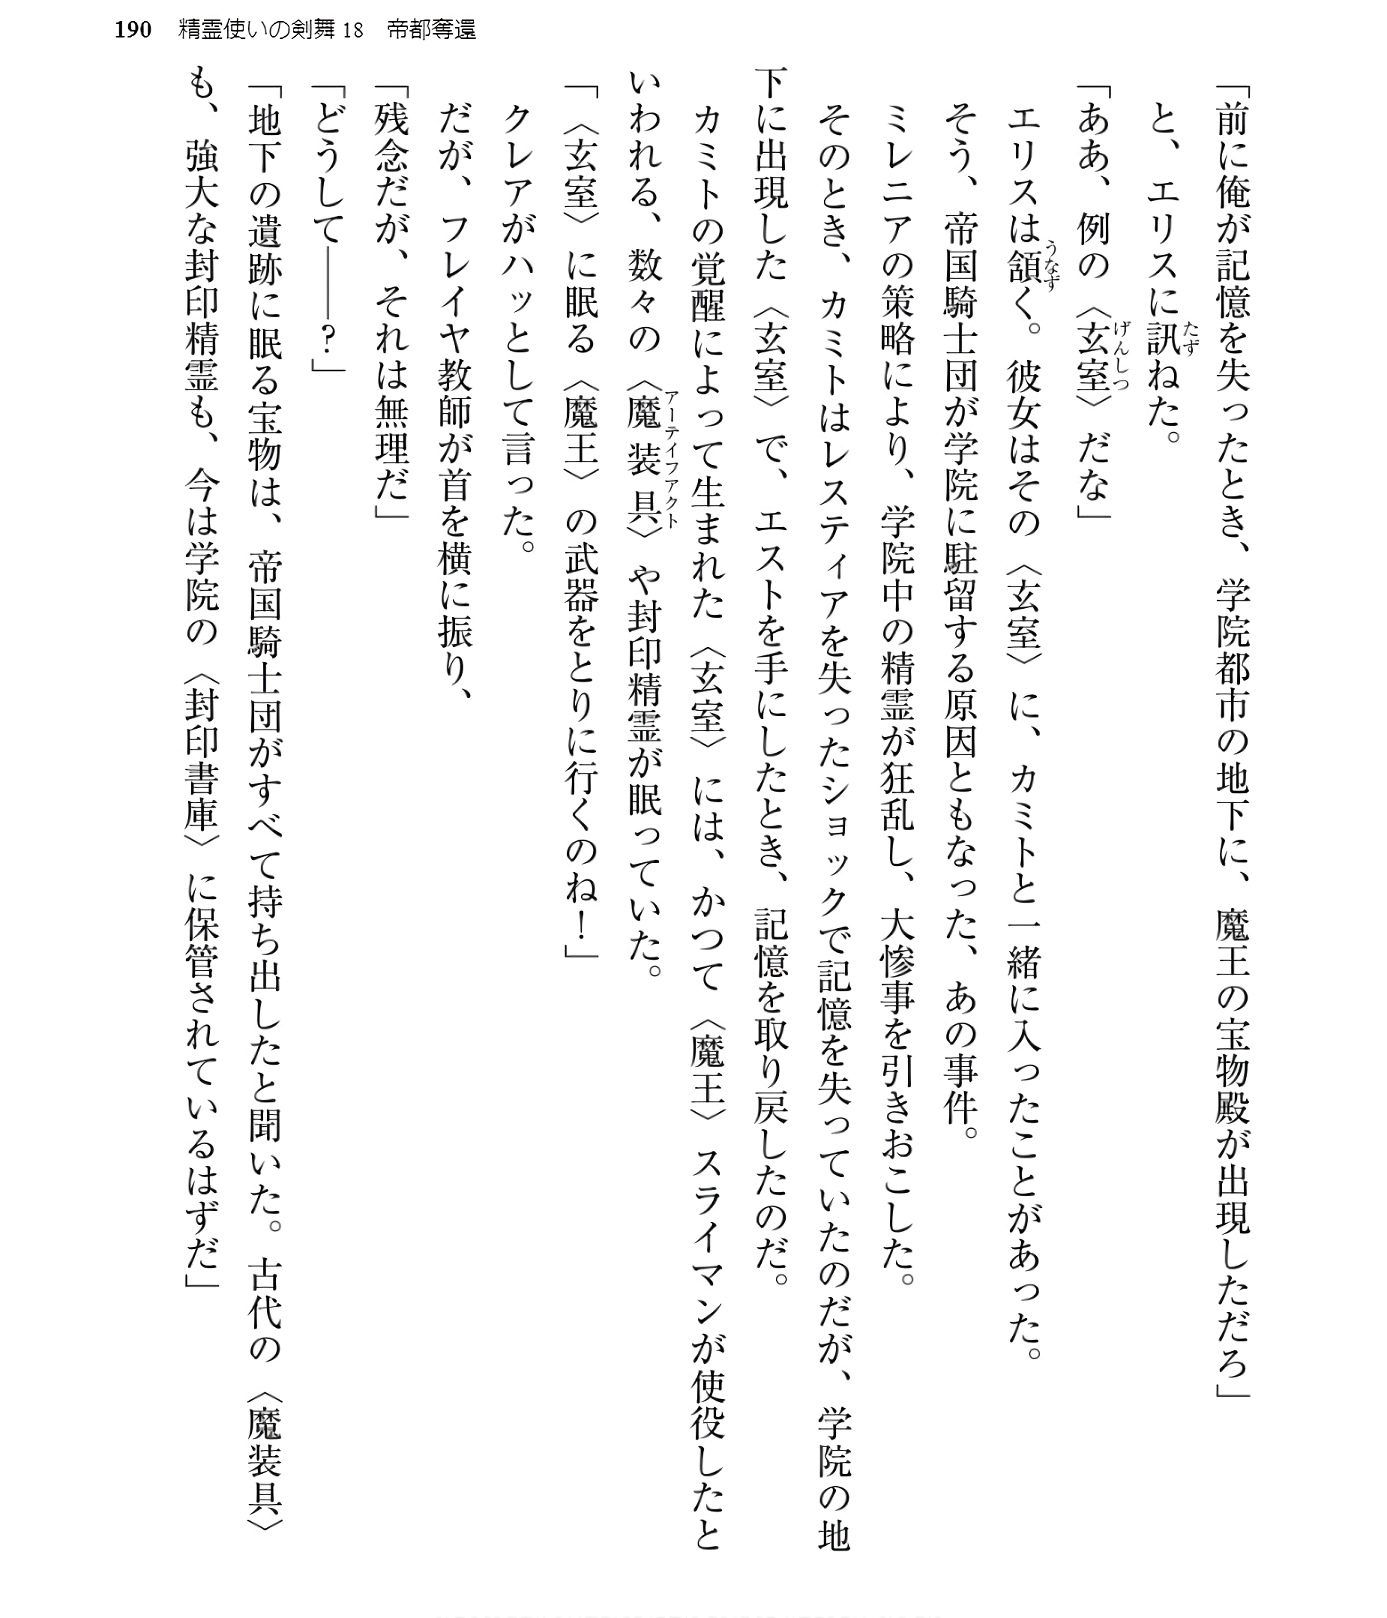 190 精霊使いの剣舞18 帝都奪還
「前に俺が記憶を失ったとき、学院都市の地下に、魔王の宝物殿が出現しただろ」
と、エリスに訊ねた。
「ああ、例の〈玄室〉だな」
エリスは頷く。彼女はその〈玄室〉に、カミトと一緒に入ったことがあった。
そう、帝国騎士団が学院に駐留する原因ともなった、あの事件。
ミレニアの策略により、学院中の精霊が狂乱し、大惨事を引きおこした。
そのとき、カミトはレスティアを失ったショックで記憶を失っていたのだが、学院の地
下に出現した〈玄室〉で、エストを手にしたとき、記憶を取り戻したのだ。
カミトの覚醒によって生まれた〈玄室〉には、かつて〈魔王〉スライマンが使役したと
いわれる、数々の〈魔装具〉や封印精霊が眠っていた。
「〈玄室〉に眠る〈魔王〉の武器をとりに行くのね！」
クレアがハッとして言った。
だが、フレイヤ教師が首を横に振り、
「残念だが、それは無理だ」
「どうして――？」
「地下の遺跡に眠る宝物は、帝国騎士団がすべて持ち出したと聞いた。古代の〈魔装具〉
も、強大な封印精霊も、今は学院の〈封印書庫〉に保管されているはずだ」